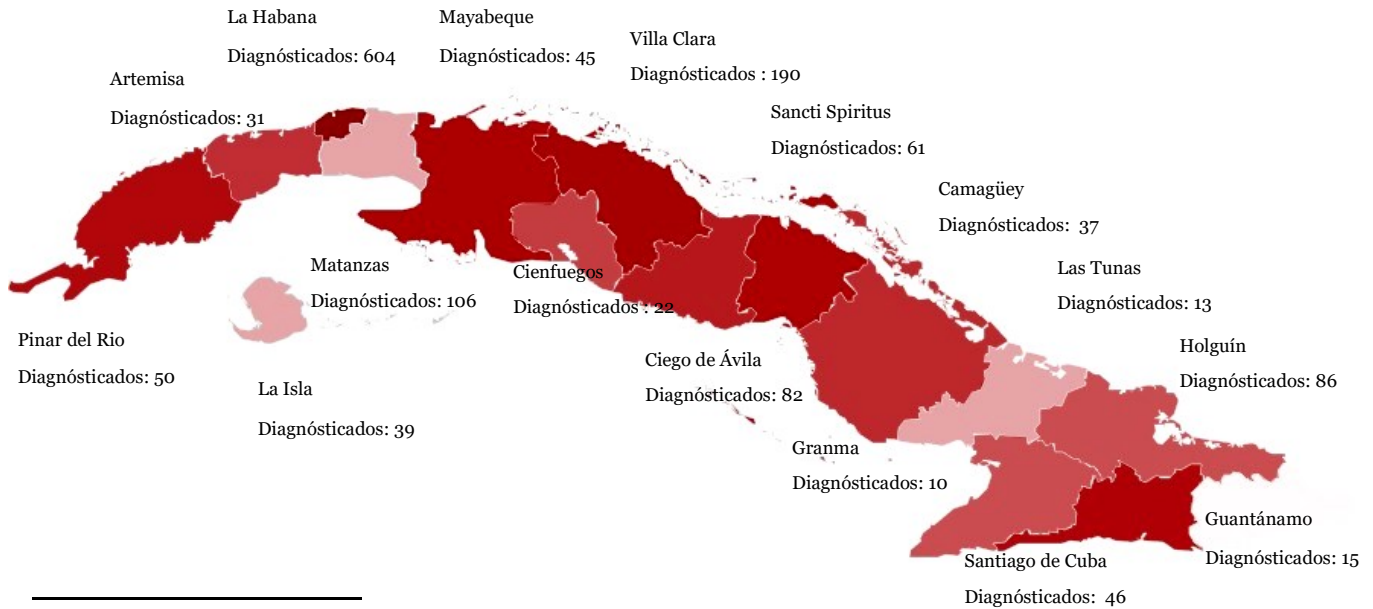 La Habana
Diagnósticados: 604
Mayabeque
Diagnósticados: 45
Villa Clara
Diagnósticados : 190
Artemisa
Diagnósticados: 31
Sancti Spiritus
Diagnósticados: 61
Camagüey
Diagnósticados: 37
Matanzas
Diagnósticados: 106
Cienfuegos
Diagnósticados : 22
Las Tunas
Diagnósticados: 13
Pinar del Rio
Diagnósticados: 50
La Isla
Diagnósticados: 39
Ciego de Ávila
Diagnósticados: 82
Holguín
Diagnósticados: 86
Granma
Diagnósticados: 10
Guantánamo
Diagnósticados: 15
Santiago de Cuba
Diagnósticados: 46